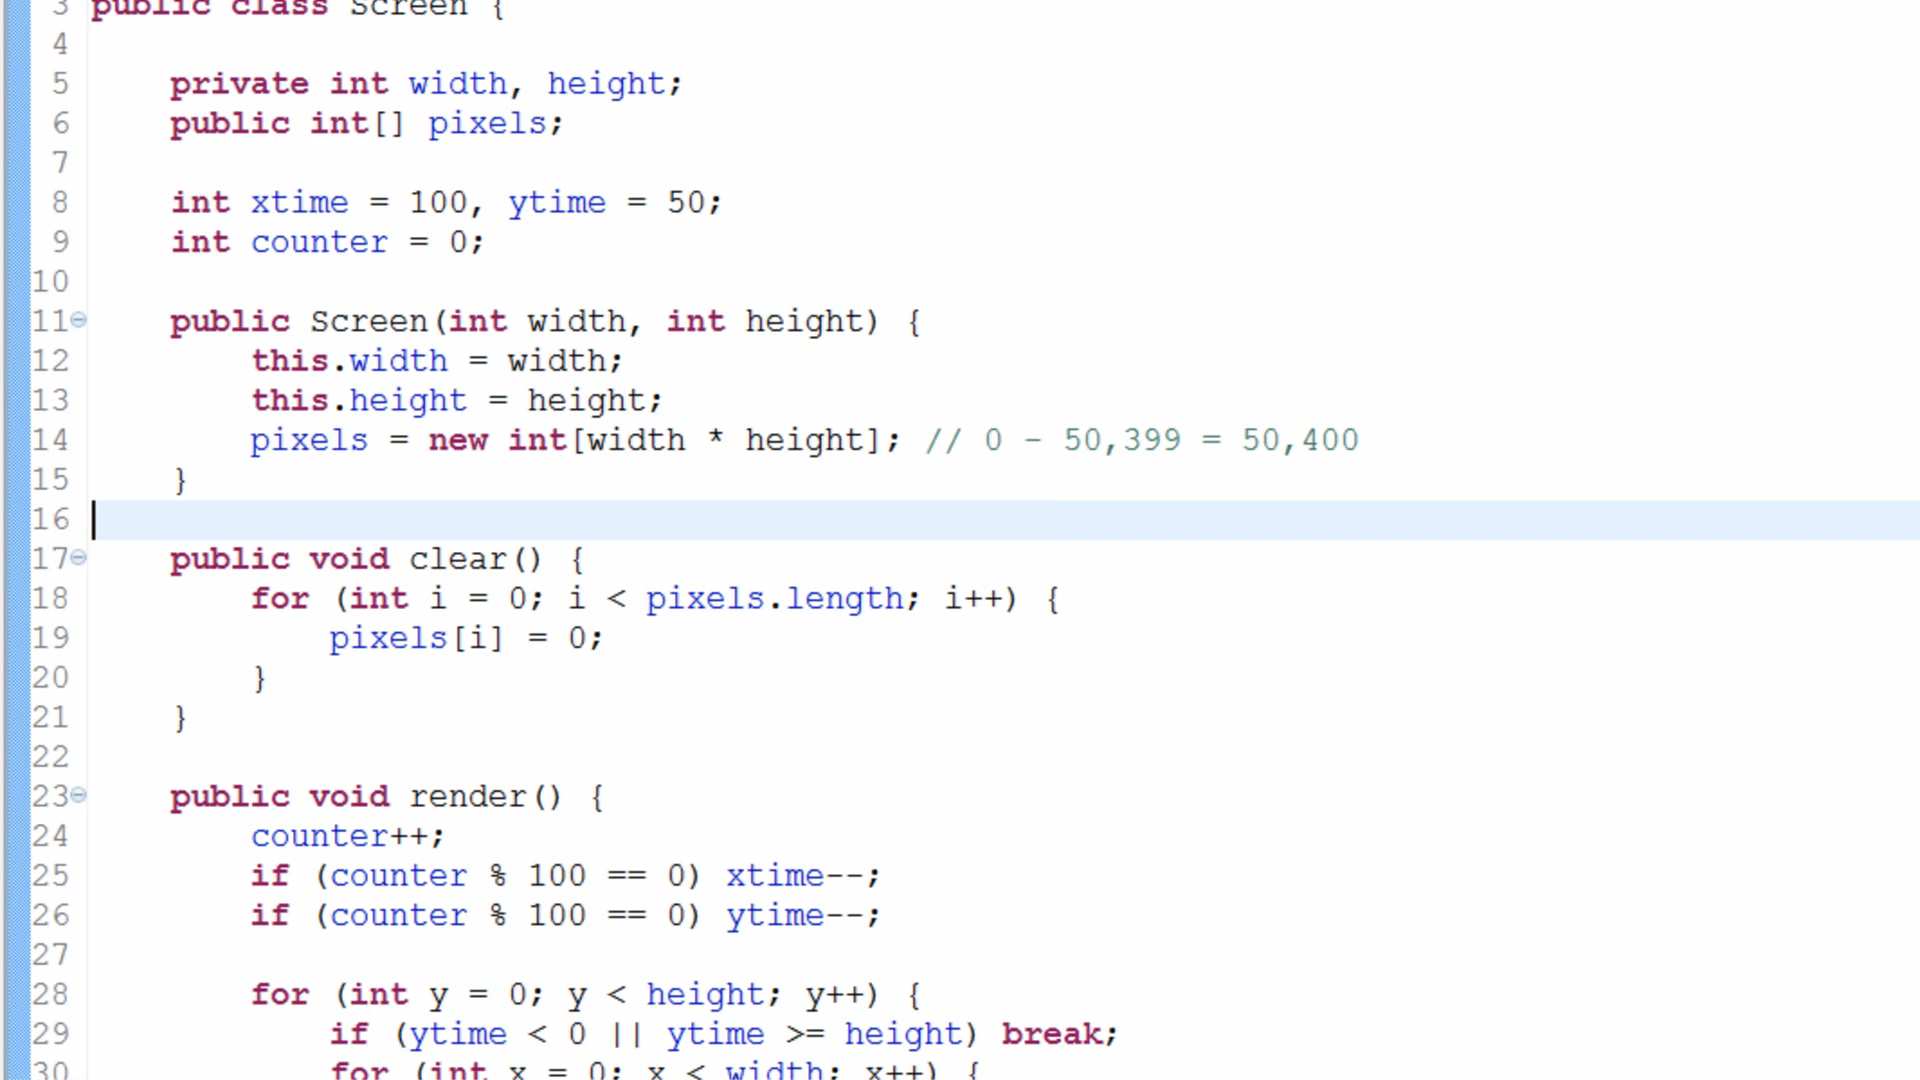 3 public class Screen {
4
5 private int width, height;
6 public int[] pixels;
7
8 int xtime = 100, ytime = 50;
9 int counter = 0;
10
11 public Screen(int width, int height) {
12 this.width = width;
13 this.height = height;
14 pixels = new int[width * height]; // 0 - 50,399 = 50,400
15 }
16
17 public void clear() {
18 for (int i = 0; i < pixels.length; i++) {
19 pixels[i] = 0;
20 }
21 }
22
23 public void render() {
24 counter++;
25 if (counter % 100 == 0) xtime--;
26 if (counter % 100 == 0) ytime--;
27
28 for (int y = 0; y < height; y++) {
29 if (ytime < 0 || ytime >= height) break;
30 for (int x = 0; x < width; x++) {